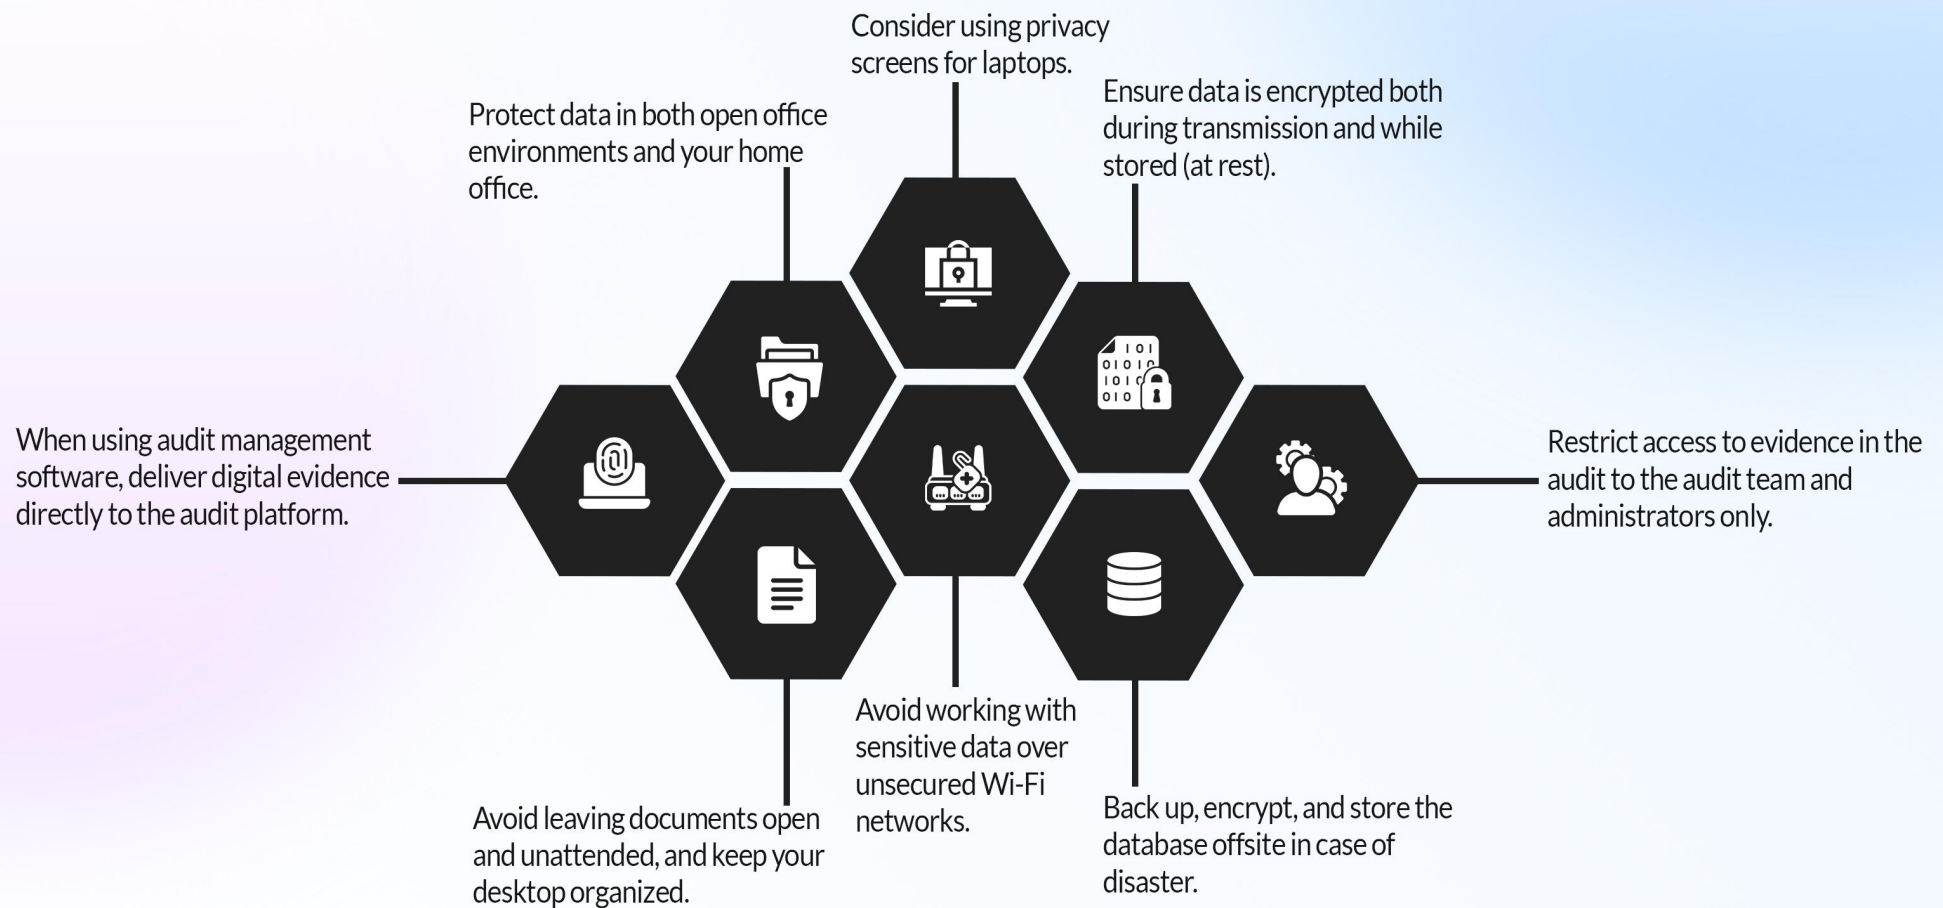 Consider using privacy
screens for laptops.
Protect data in both open office
environments and your home
office.
Ensure data is encrypted both
during transmission and while
stored (at rest).
When using audit management
software, deliver digital evidence
directly to the audit platform.
Restrict access to evidence in the
audit to the audit team and
administrators only.
Avoid leaving documents open
and unattended, and keep your
desktop organized.
Avoid working with
sensitive data over
unsecured Wi-Fi
networks.
Back up, encrypt, and store the
database offsite in case of
disaster.